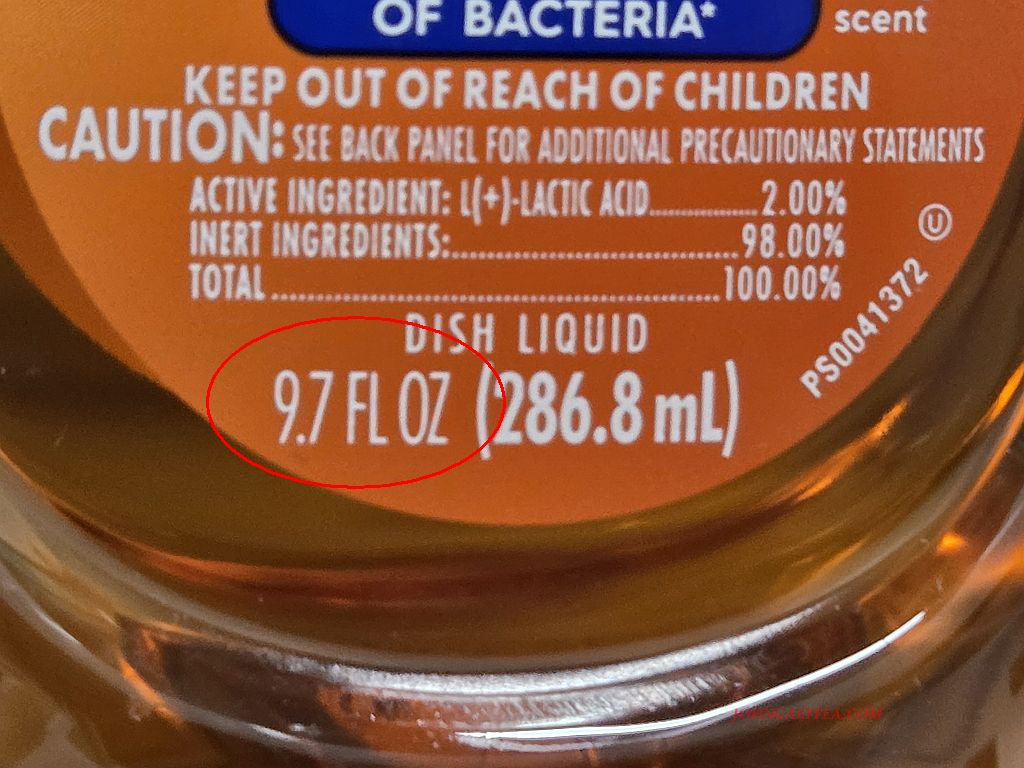 OF BACTERIA*
scent
KEEP OUT OF REACH OF CHILDREN
CAUTION: SEE BACK PANEL FOR ADDITIONAL PRECAUTIONARY STATEMENTS
ACTIVE INGREDIENT: L(+)-LACTIC ACID..................2.00%
INERT INGREDIENTS:................................................98.00%
TOTAL..............................................................100.00%
U
PS0041372
DISH LIQUID
9.7 FL OZ (286.8 mL)
JOHNGALTFLA.COM